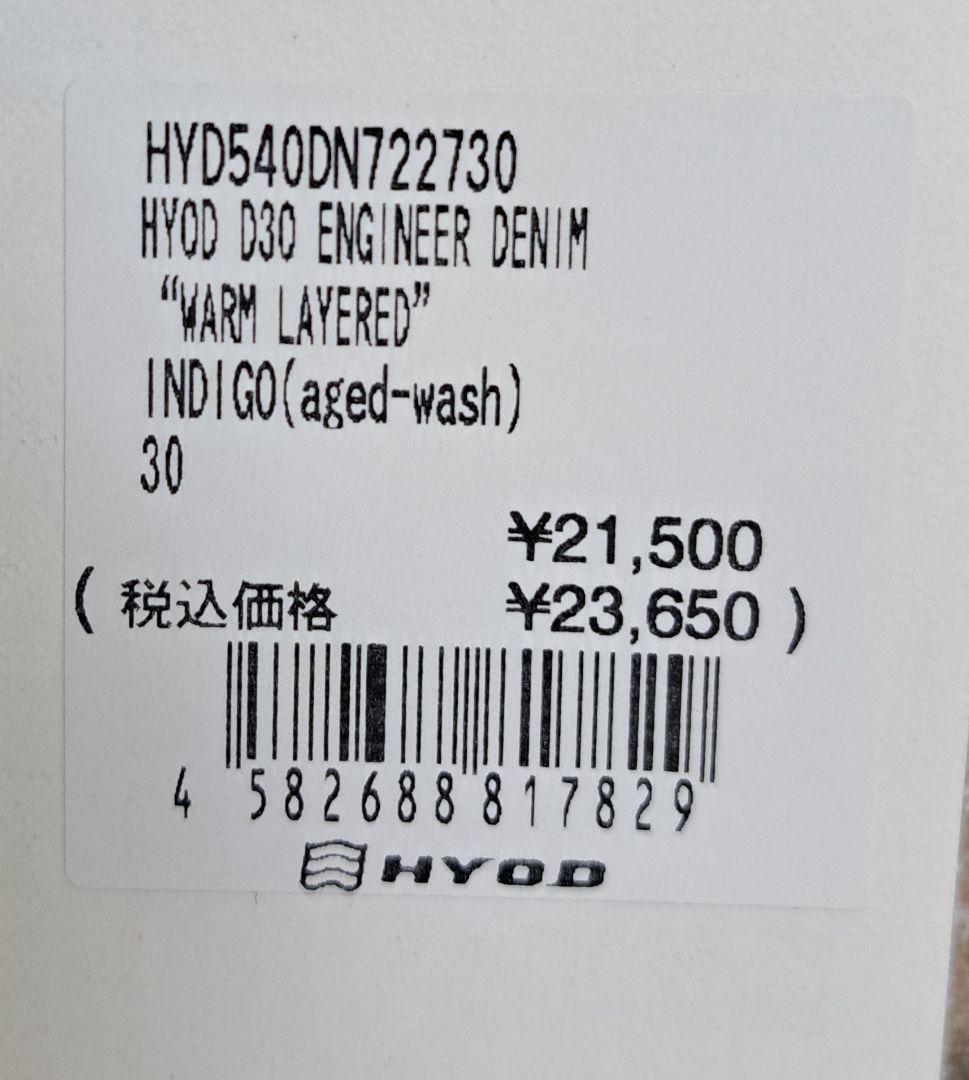 HYD540DN722730
HYOD D30 ENGINEER DENIM
“WARM LAYERED”
INDIGO(aged-wash)
30
¥21,500
( 税込価格 ¥23,650 )
4 582688 817829
HYOD